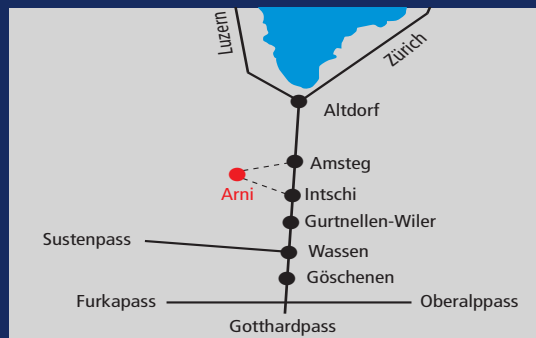 Luzern
Zürich
Altdorf
Amsteg
Arni
Intschi
Gurtnellen-Wiler
Sustenpass
Wassen
Göschenen
Furkapass
Oberalppass
Gotthardpass